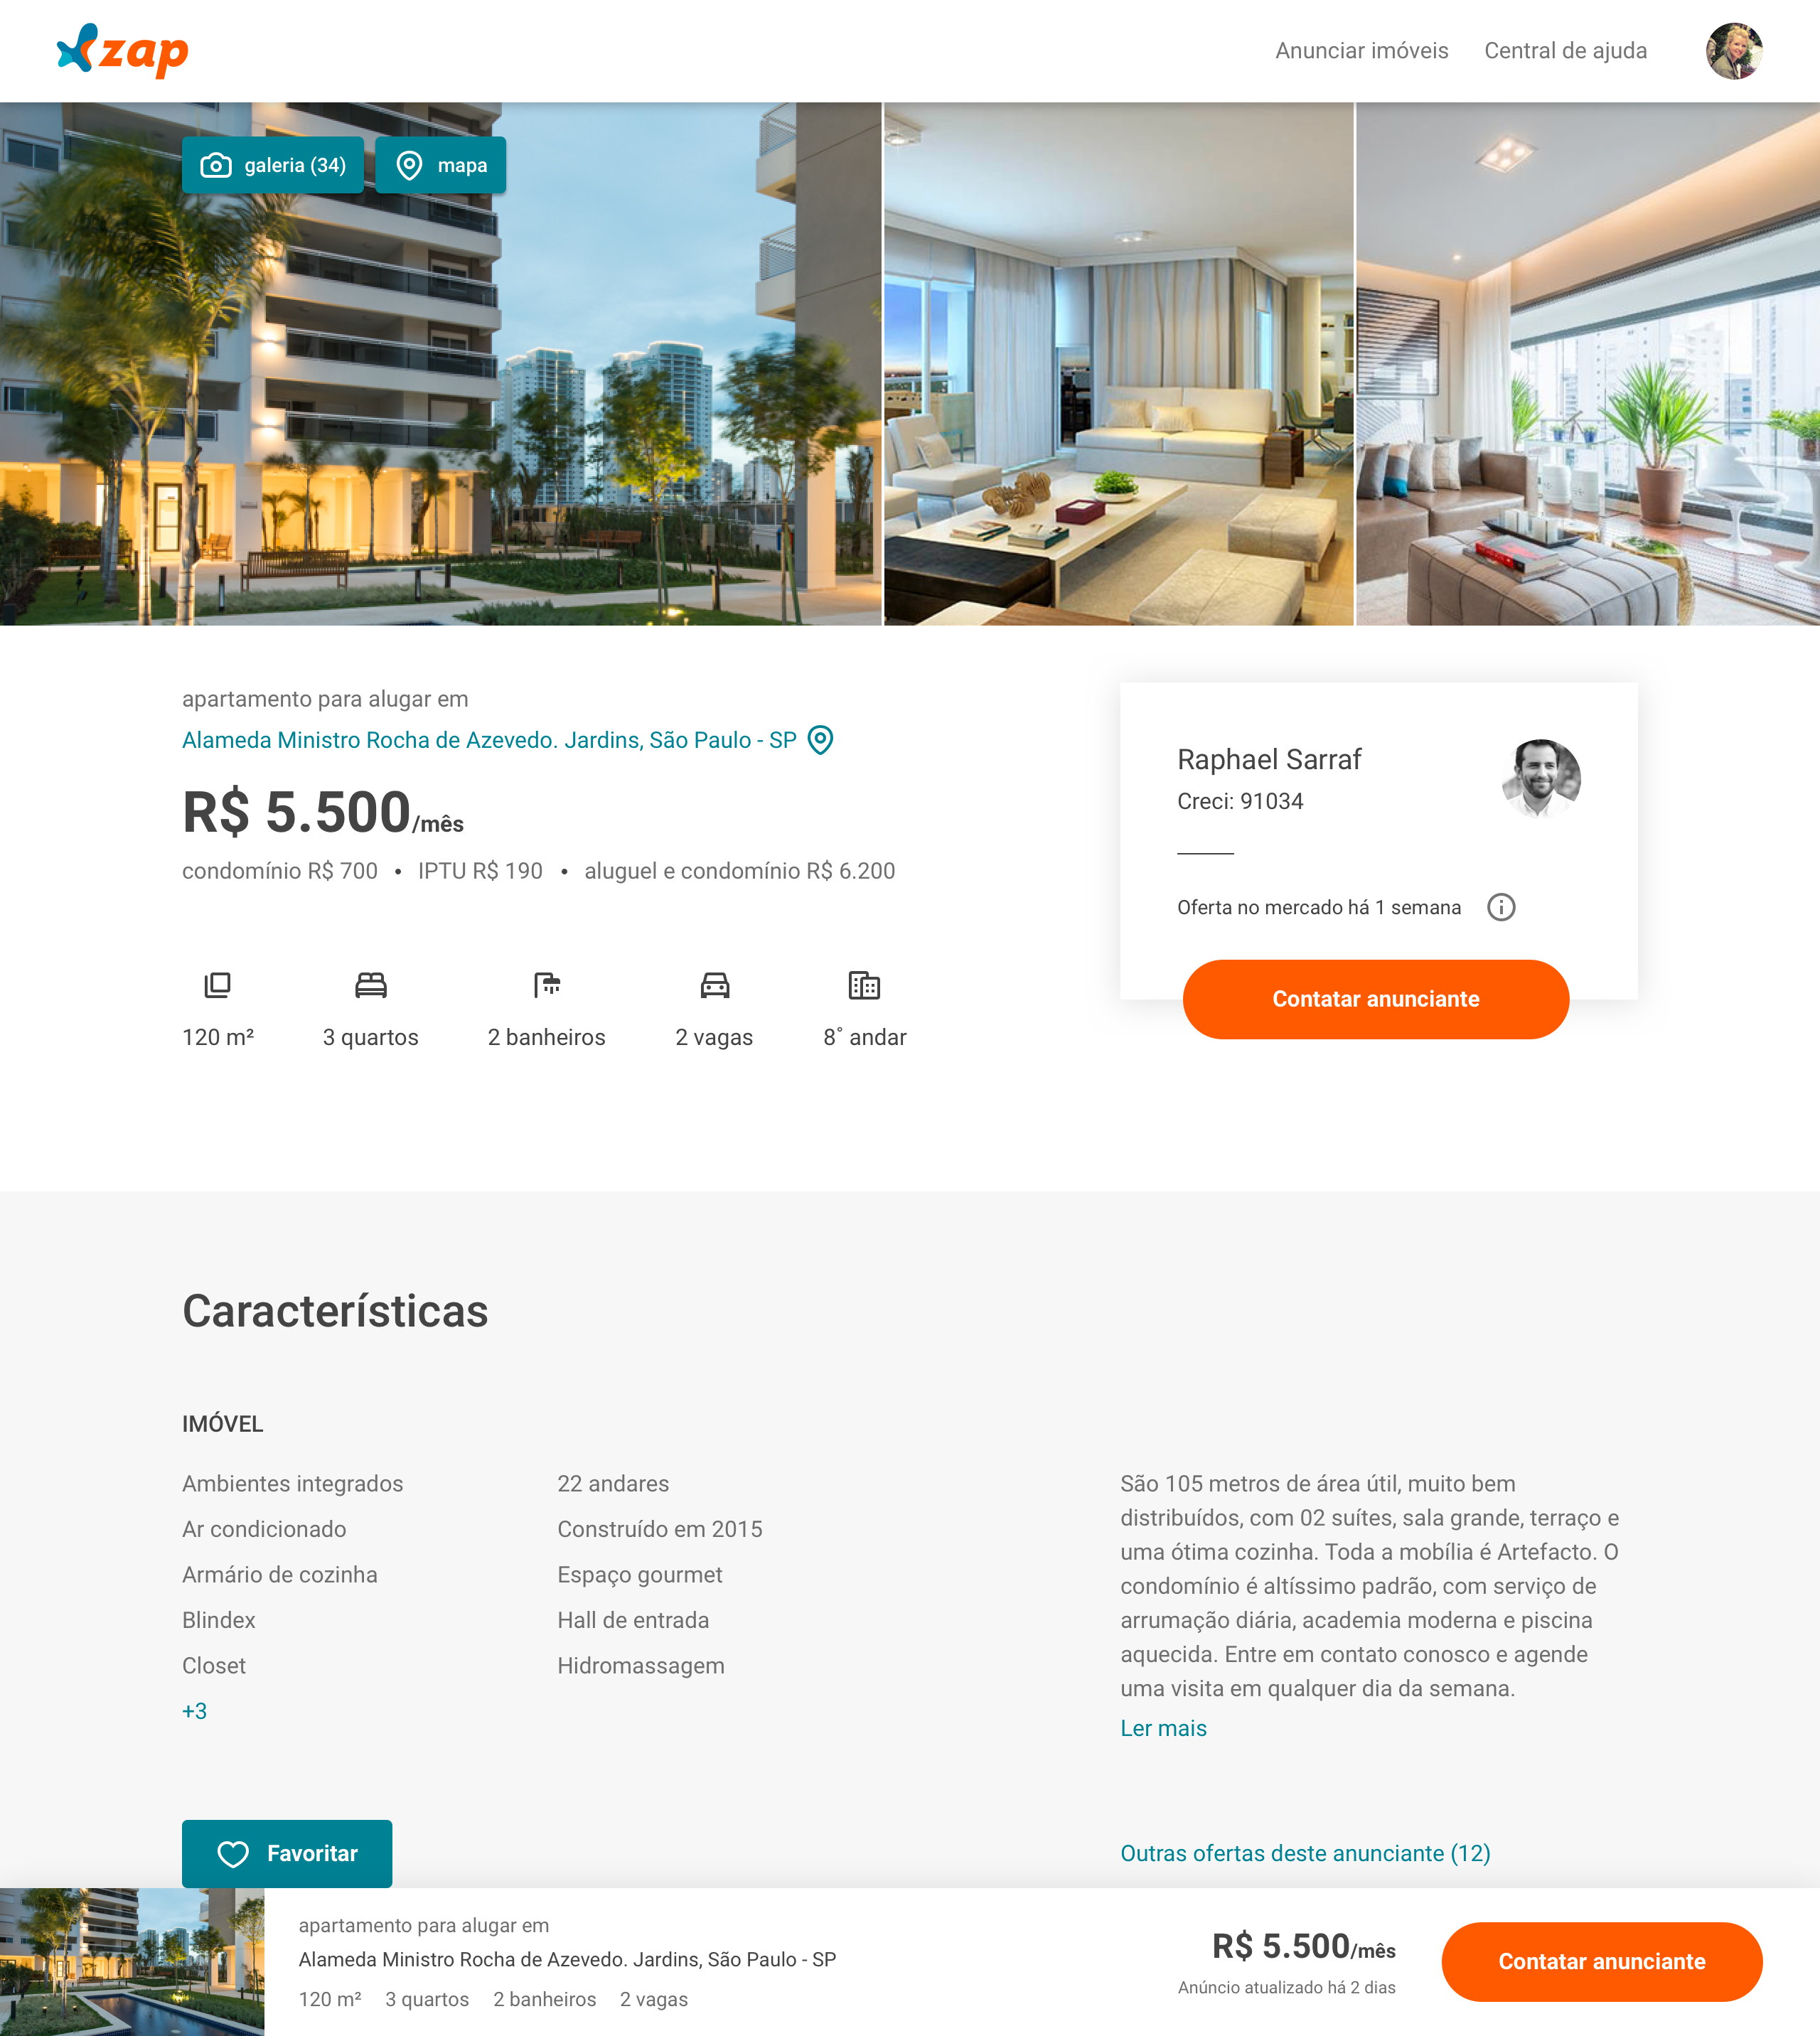 zap
Anunciar imóveis
Central de ajuda
galeria (34)
mapa
apartamento para alugar em
Alameda Ministro Rocha de Azevedo. Jardins, São Paulo - SP
R$ 5.500/mês
condomínio R$ 700 • IPTU R$ 190 • aluguel e condomínio R$ 6.200
120 m²
3 quartos
2 banheiros
2 vagas
8° andar
Raphael Sarraf
Creci: 91034
Oferta no mercado há 1 semana
Contatar anunciante
Características
IMÓVEL
Ambientes integrados
Ar condicionado
Armário de cozinha
Blindex
Closet
+3
22 andares
Construído em 2015
Espaço gourmet
Hall de entrada
Hidromassagem
São 105 metros de área útil, muito bem
distribuídos, com 02 suítes, sala grande, terraço e
uma ótima cozinha. Toda a mobília é Artefacto. O
condomínio é altíssimo padrão, com serviço de
arrumação diária, academia moderna e piscina
aquecida. Entre em contato conosco e agende
uma visita em qualquer dia da semana.
Ler mais
Favoritar
Outras ofertas deste anunciante (12)
apartamento para alugar em
Alameda Ministro Rocha de Azevedo. Jardins, São Paulo - SP
120 m² 3 quartos 2 banheiros 2 vagas
R$ 5.500/mês
Anúncio atualizado há 2 dias
Contatar anunciante